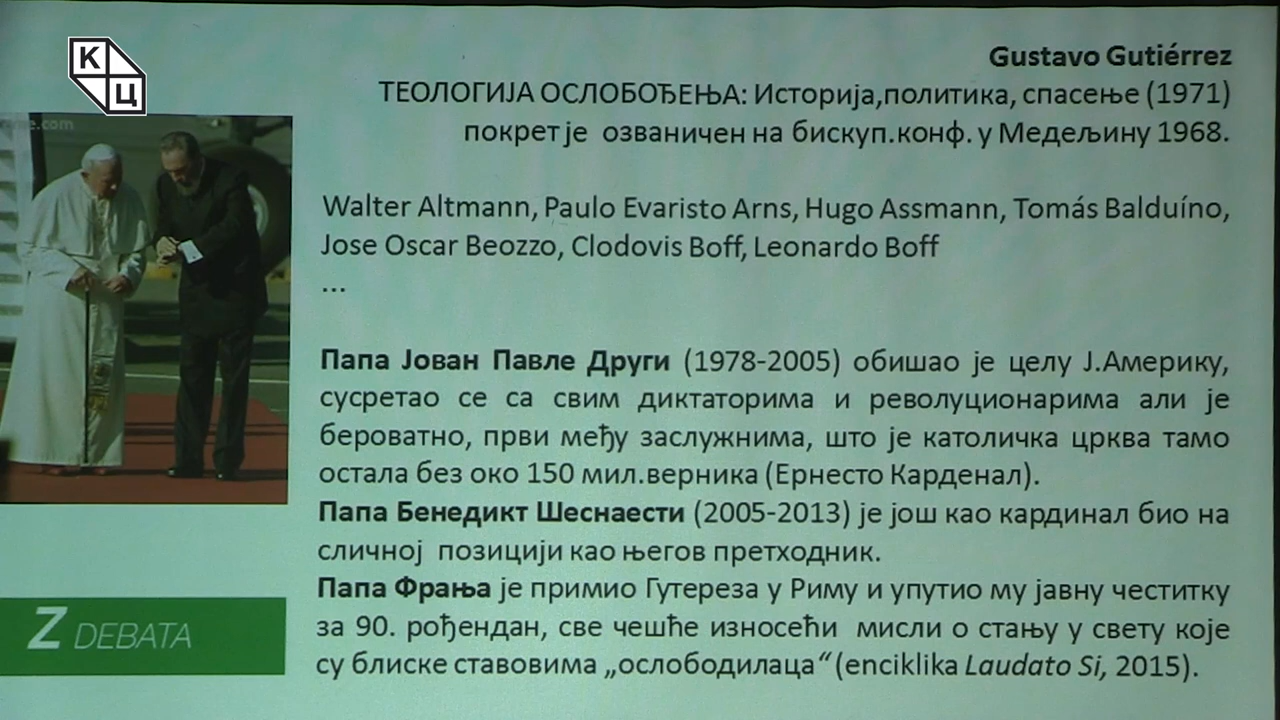 КЦ
Gustavo Gutiérrez
ТЕОЛОГИЈА ОСЛОБОЂЕЊА: Историја,политика, спасење (1971)
покрет је озваничен на бискуп.конф. у Медељину 1968.
Walter Altmann, Paulo Evaristo Arns, Hugo Assmann, Tomás Balduíno,
Jose Oscar Beozzo, Clodovis Boff, Leonardo Boff
...
Папа Јован Павле Други (1978-2005) обишао је целу Ј.Америку,
сусретао се са свим диктаторима и револуционарима али је
бероватно, први међу заслужнима, што је католичка црква тамо
остала без око 150 мил.верника (Ернесто Карденал).
Папа Бенедикт Шеснаести (2005-2013) је још као кардинал био на
сличној позицији као његов претходник.
Папа Фрања је примио Гутереза у Риму и упутио му јавну честитку
за 90. рођендан, све чешће износећи мисли о стању у свету које
су блиске ставовима „ослободилаца“ (enciklika Laudato Si, 2015).
Z DEBATA